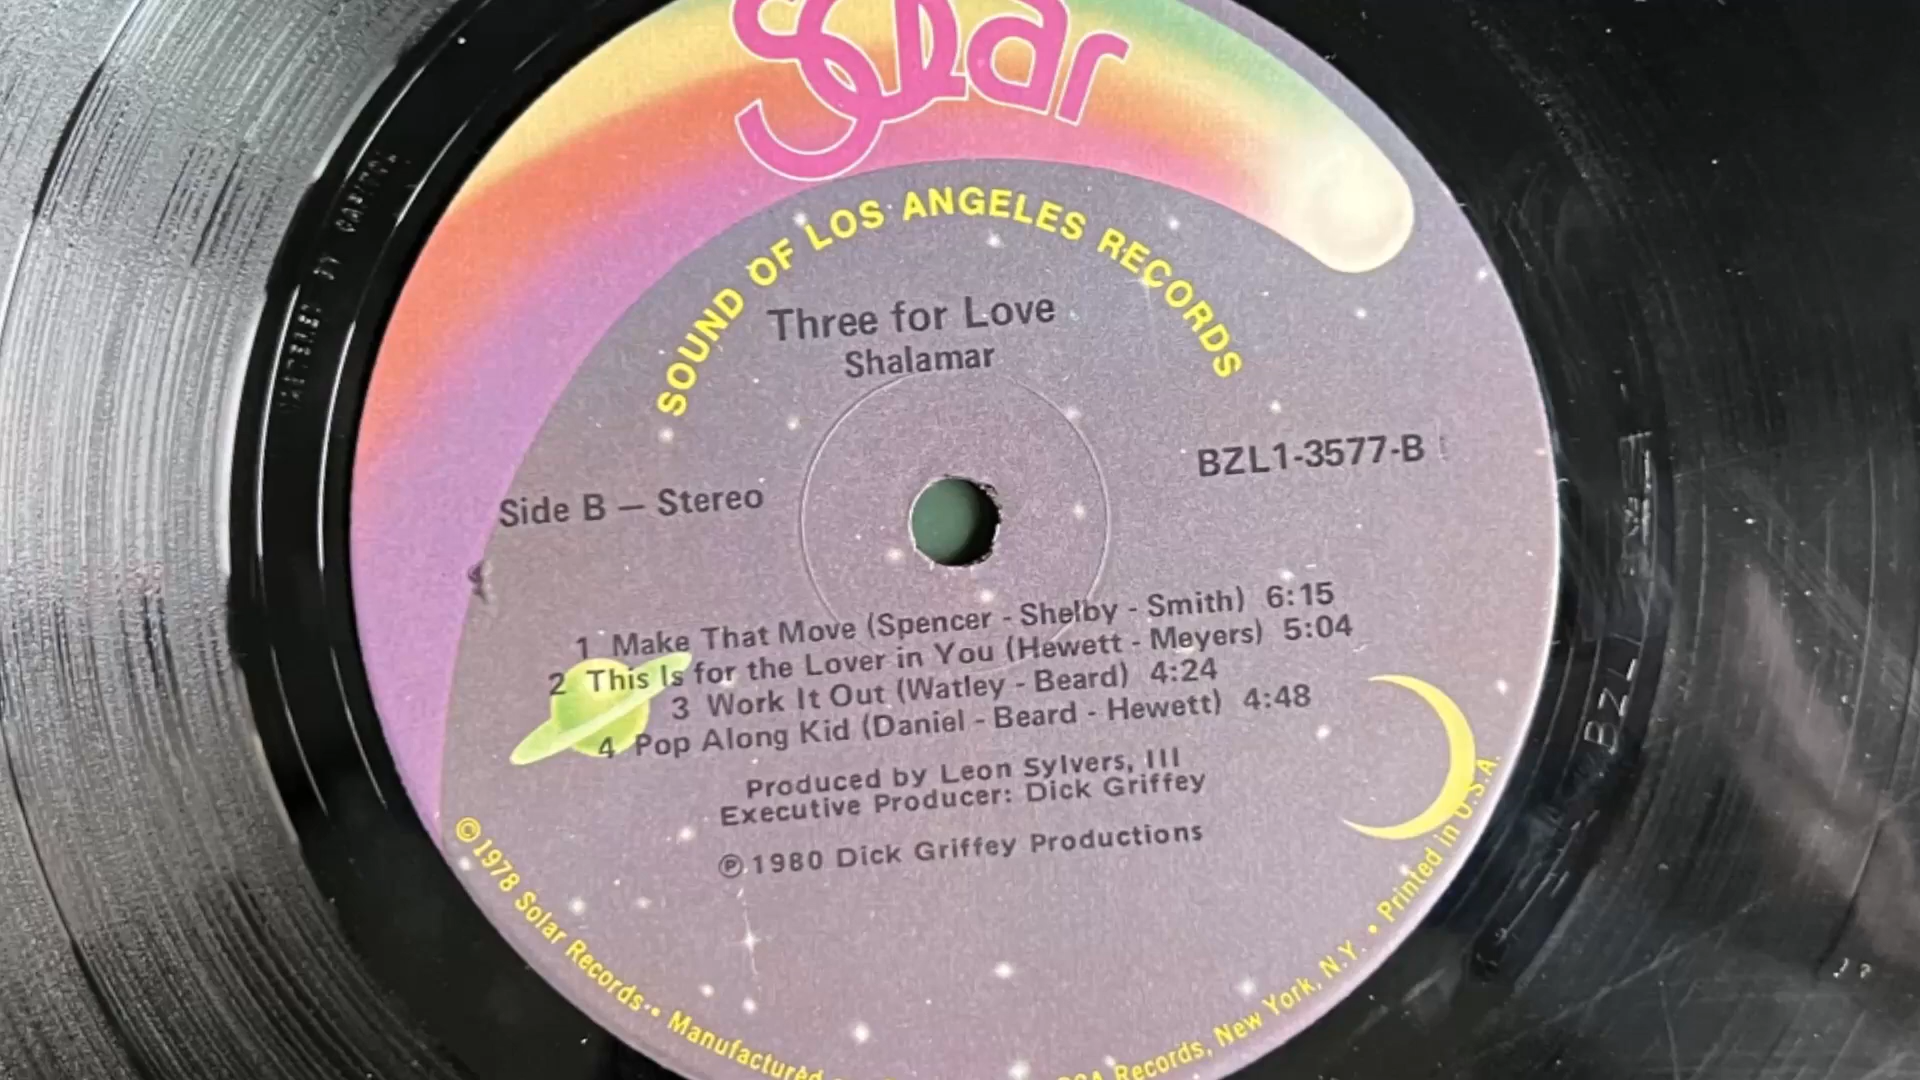 Solar
SOUND OF LOS ANGELES RECORDS
Three for Love
Shalamar
BZL1-3577-B
Side B — Stereo
1 Make That Move (Spencer - Shelby - Smith) 6:15
2 This Is for the Lover in You (Hewett - Meyers) 5:04
3 Work It Out (Watley - Beard) 4:24
4 Pop Along Kid (Daniel - Beard - Hewett) 4:48
Produced by Leon Sylvers, III
Executive Producer: Dick Griffey
Ⓟ 1980 Dick Griffey Productions
©1978 Solar Records •• Manufactured
Records, New York, N.Y. • Printed in U.S.A.
BZL